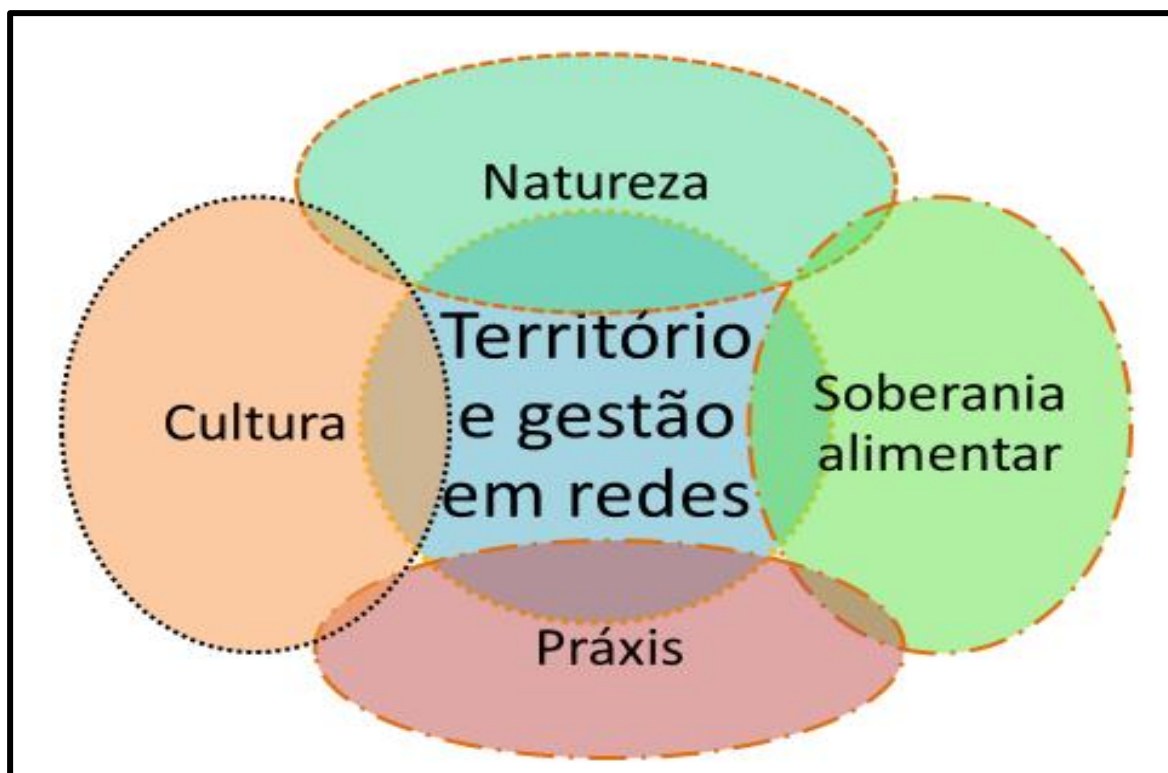 Natureza
Território
e gestão
em redes
Cultura
Soberania
alimentar
Práxis